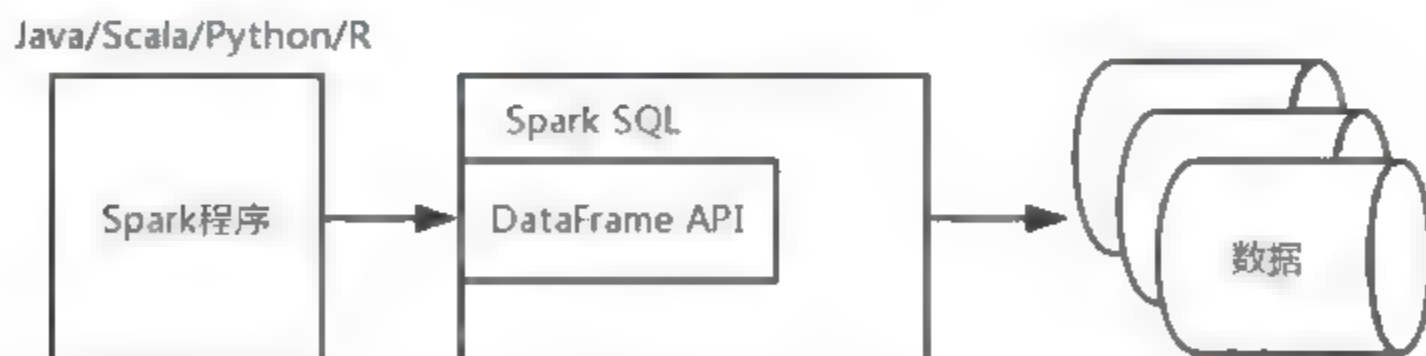 Java/Scala/Python/R
Spark SQL
Spark程序
DataFrame API
数据